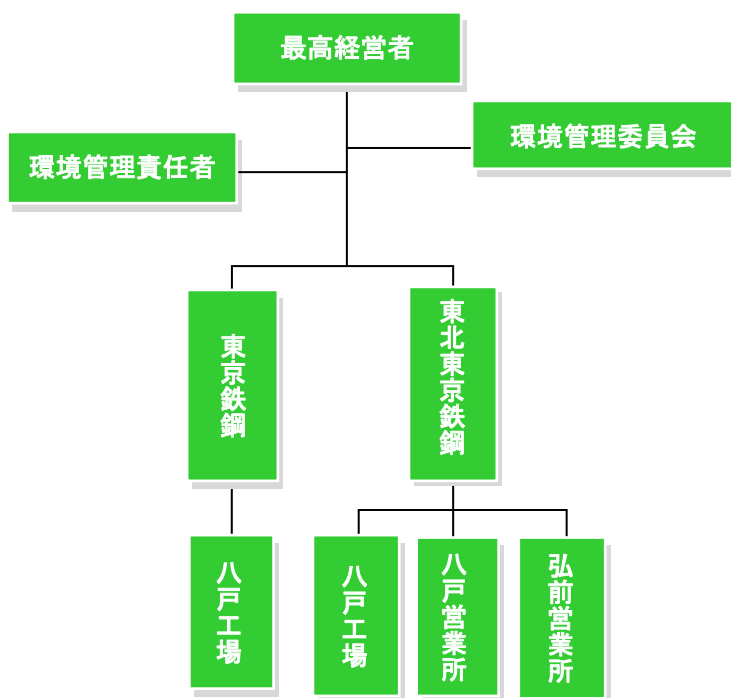 最高経営者
環境管理委員会
環境管理責任者
東京鉄鋼
東北東京鉄鋼
八戸工場
八戸工場
八戸営業所
弘前営業所